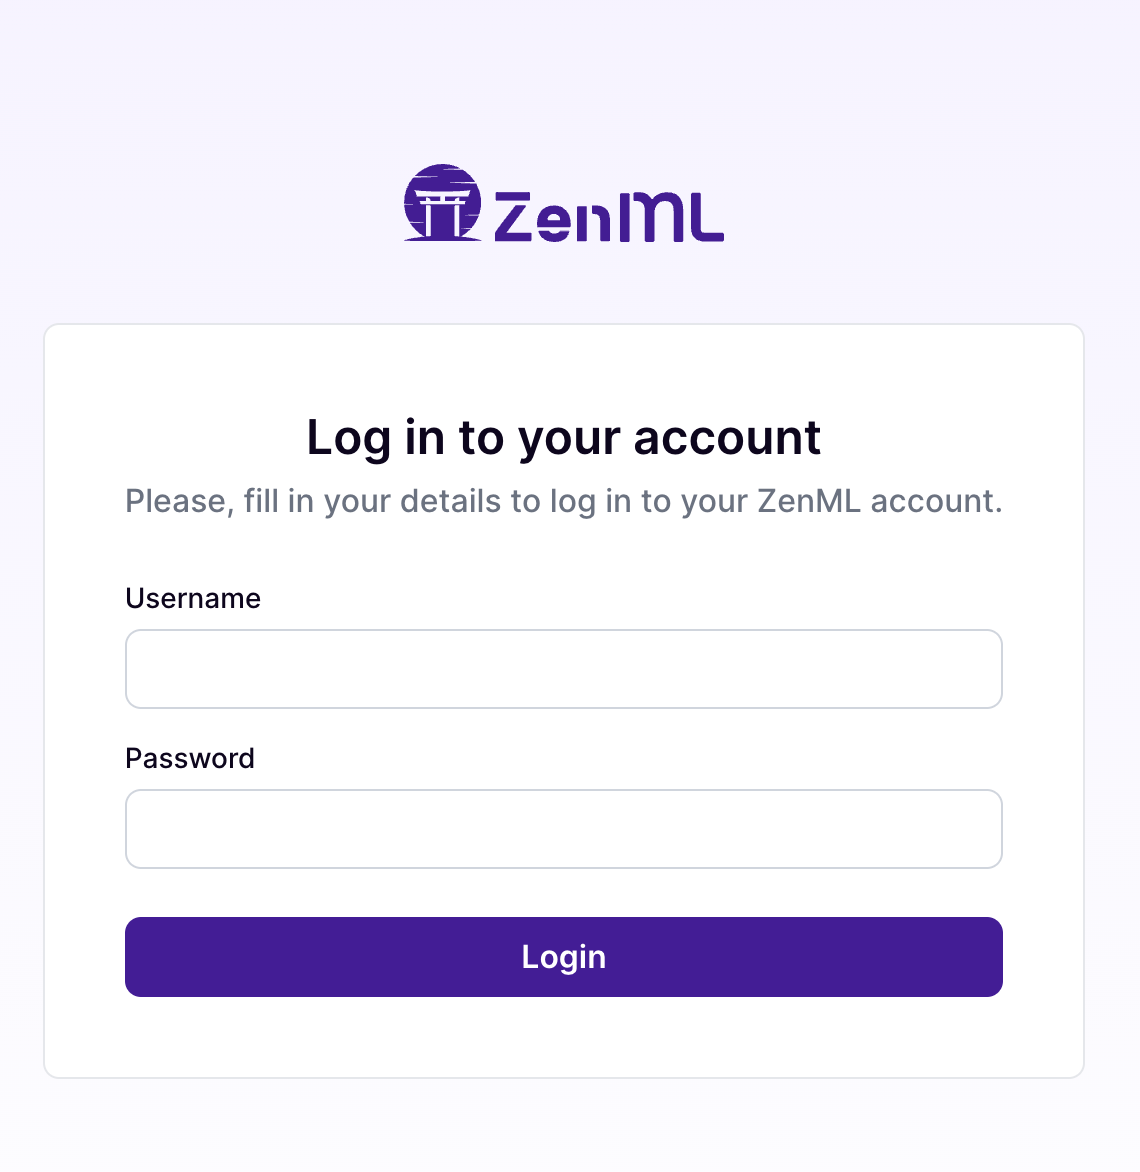 ZenML
Log in to your account
Please, fill in your details to log in to your ZenML account.
Username
Password
Login